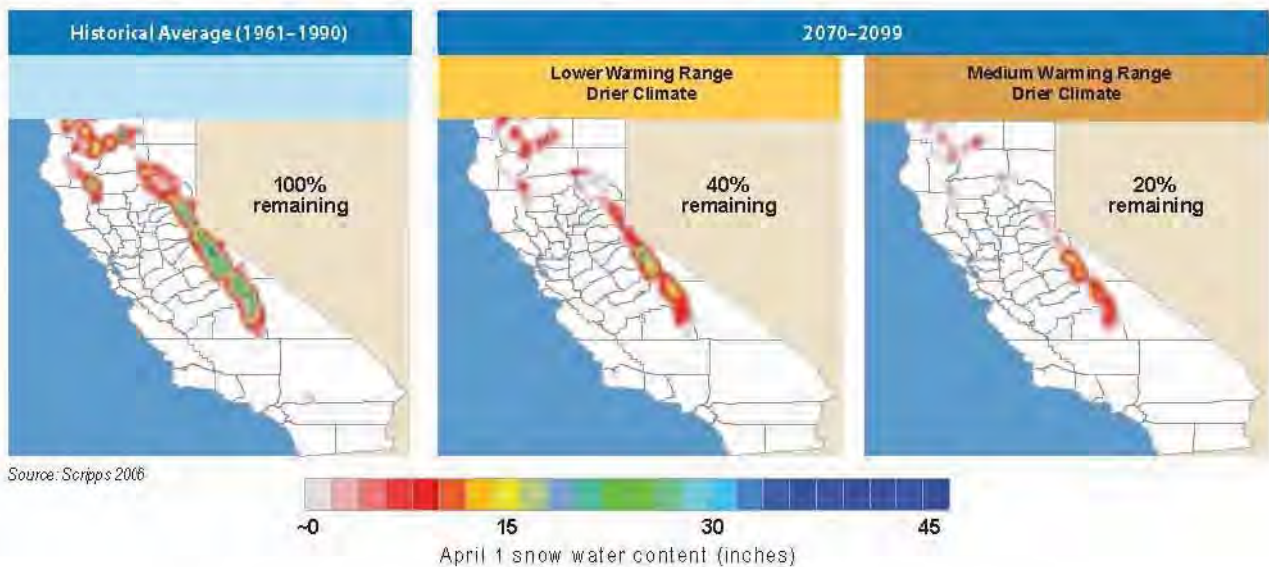 Historical Average (1961–1990)
2070–2099
Lower Warming Range
Drier Climate
Medium Warming Range
Drier Climate
100%
remaining
40%
remaining
20%
remaining
Source: Scripps 2006
~0 15 30 45
April 1 snow water content (inches)